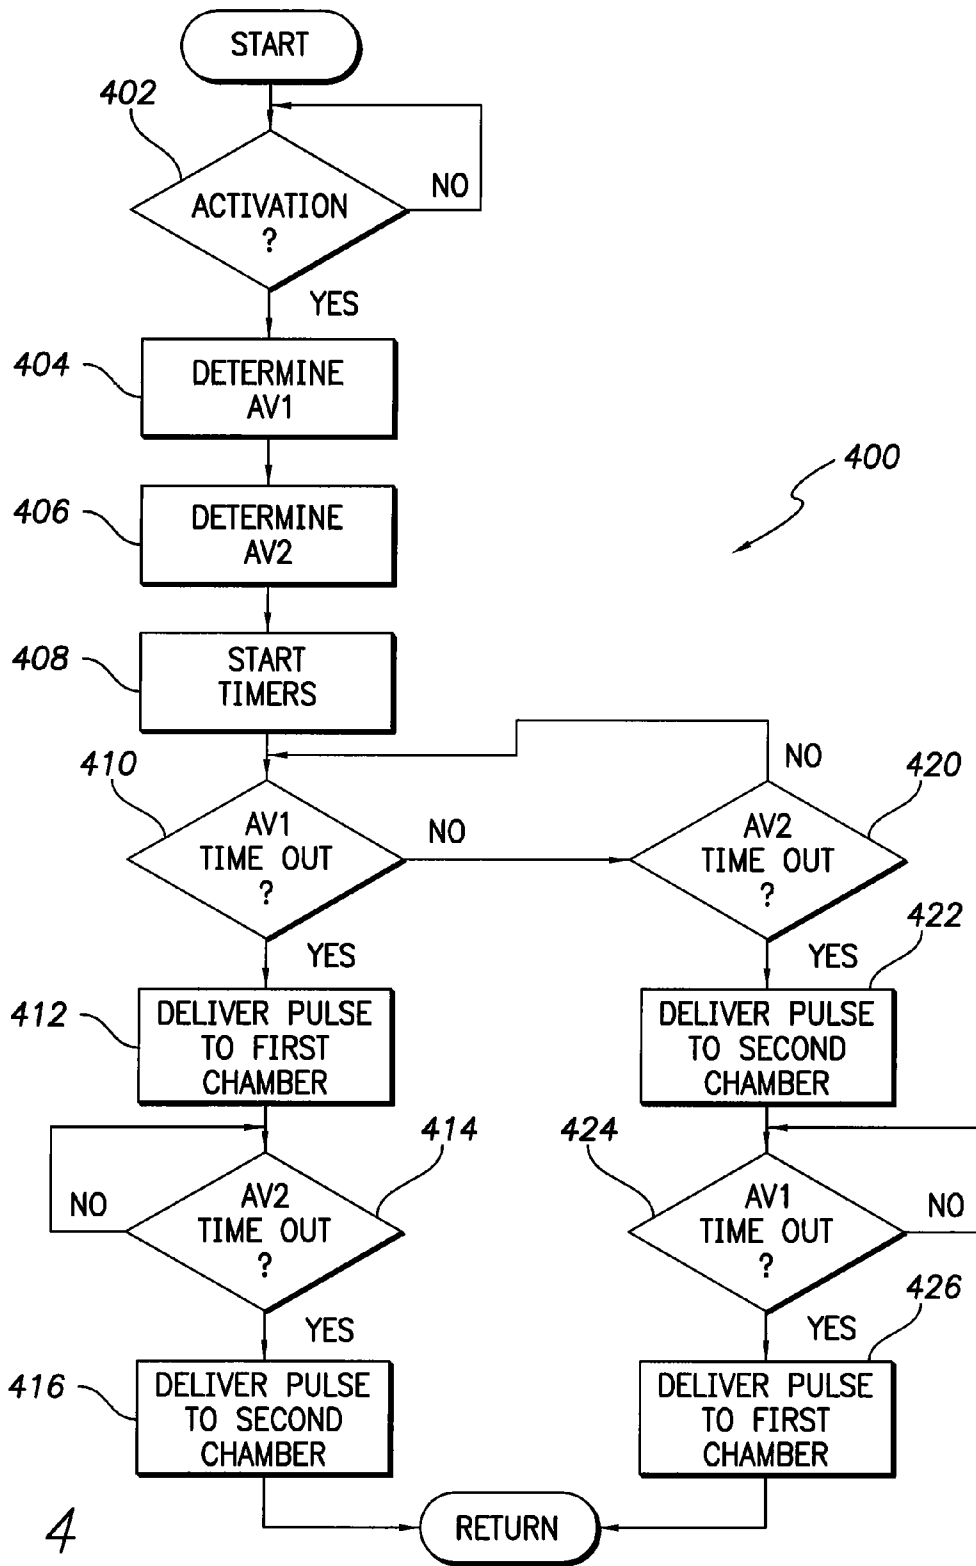 START
402
ACTIVATION
?
NO
YES
404
DETERMINE
AV1
400
406
DETERMINE
AV2
408
START
TIMERS
410
AV1
TIME OUT
?
NO
YES
NO
420
AV2
TIME OUT
?
YES
422
412
DELIVER PULSE
TO FIRST
CHAMBER
DELIVER PULSE
TO SECOND
CHAMBER
414
NO
AV2
TIME OUT
?
YES
424
AV1
TIME OUT
?
NO
YES
426
416
DELIVER PULSE
TO SECOND
CHAMBER
DELIVER PULSE
TO FIRST
CHAMBER
4
RETURN